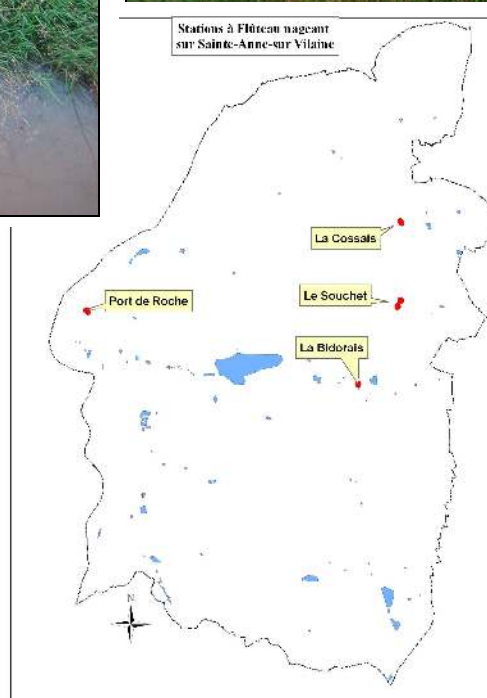 Stations à Flûteau nageant
sur Sainte-Anne-sur Vilaine
La Cossais
Port de Roche
Le Souchet
La Bidorais
N